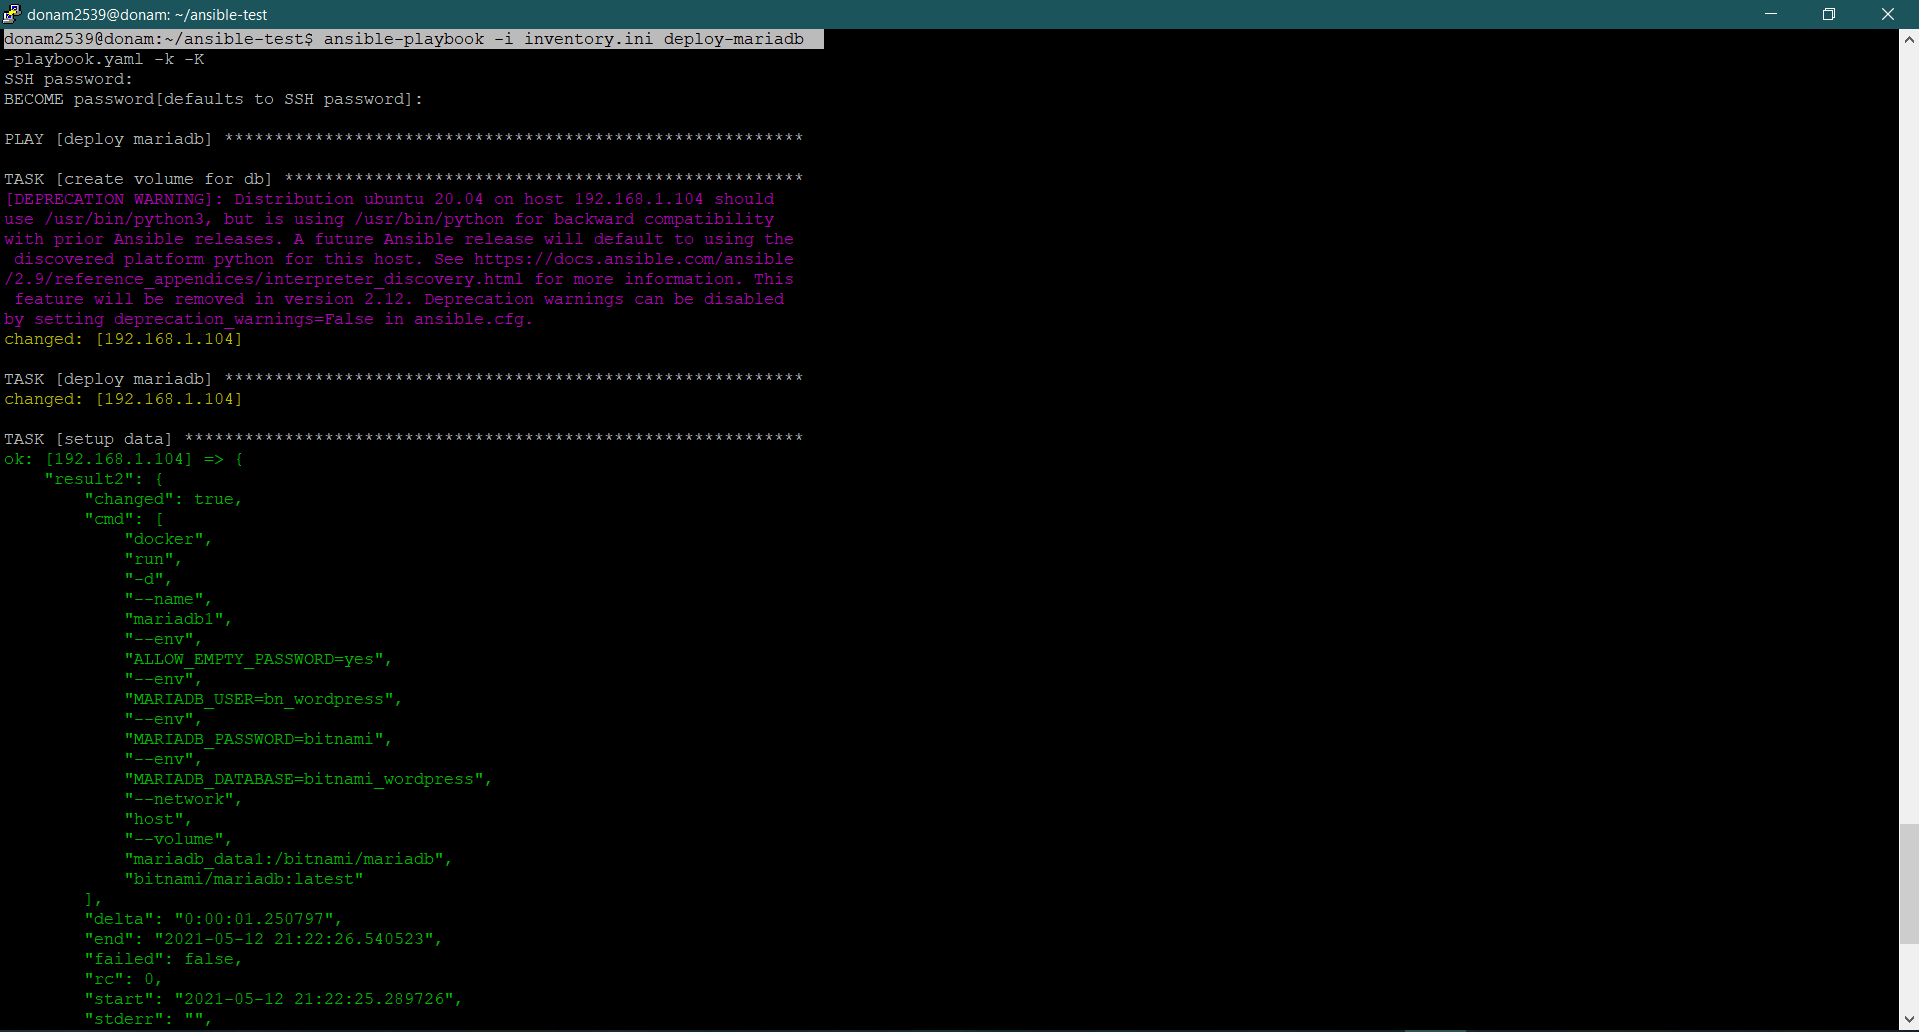 donam2539@donam: ~/ansible-test
donam2539@donam:~/ansible-test$ ansible-playbook -i inventory.ini deploy-mariadb
-playbook.yaml -k -K
SSH password:
BECOME password[defaults to SSH password]:
PLAY [deploy mariadb] **********************************************************
TASK [create volume for db] ****************************************************
[DEPRECATION WARNING]: Distribution ubuntu 20.04 on host 192.168.1.104 should
use /usr/bin/python3, but is using /usr/bin/python for backward compatibility
with prior Ansible releases. A future Ansible release will default to using the
 discovered platform python for this host. See https://docs.ansible.com/ansible
/2.9/reference_appendices/interpreter_discovery.html for more information. This
 feature will be removed in version 2.12. Deprecation warnings can be disabled
by setting deprecation_warnings=False in ansible.cfg.
changed: [192.168.1.104]
TASK [deploy mariadb] **********************************************************
changed: [192.168.1.104]
TASK [setup data] **************************************************************
ok: [192.168.1.104] => {
    "result2": {
        "changed": true,
        "cmd": [
            "docker",
            "run",
            "-d",
            "--name",
            "mariadb1",
            "--env",
            "ALLOW_EMPTY_PASSWORD=yes",
            "--env",
            "MARIADB_USER=bn_wordpress",
            "--env",
            "MARIADB_PASSWORD=bitnami",
            "--env",
            "MARIADB_DATABASE=bitnami_wordpress",
            "--network",
            "host",
            "--volume",
            "mariadb_data1:/bitnami/mariadb",
            "bitnami/mariadb:latest"
        ],
        "delta": "0:00:01.250797",
        "end": "2021-05-12 21:22:26.540523",
        "failed": false,
        "rc": 0,
        "start": "2021-05-12 21:22:25.289726",
        "stderr": "",